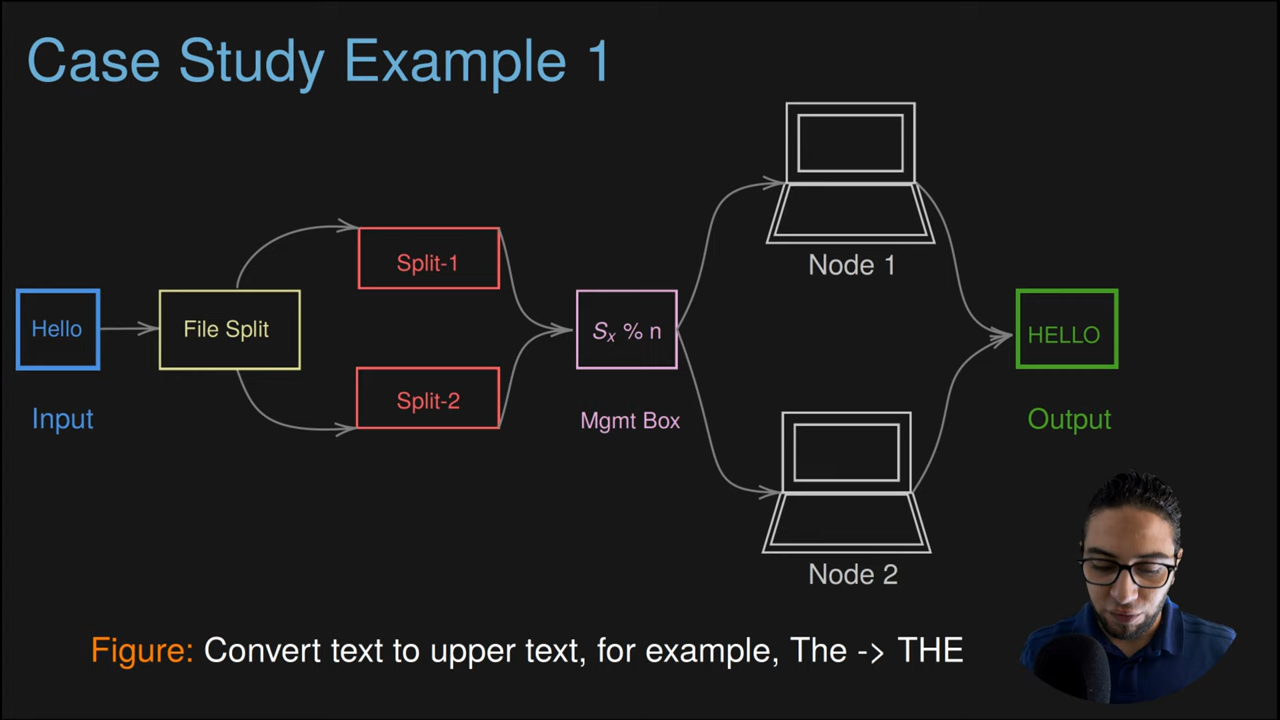 Case Study Example 1
Hello
Input
File Split
Split-1
Split-2
Sₓ % n
Mgmt Box
Node 1
Node 2
HELLO
Output
Figure: Convert text to upper text, for example, The -> THE